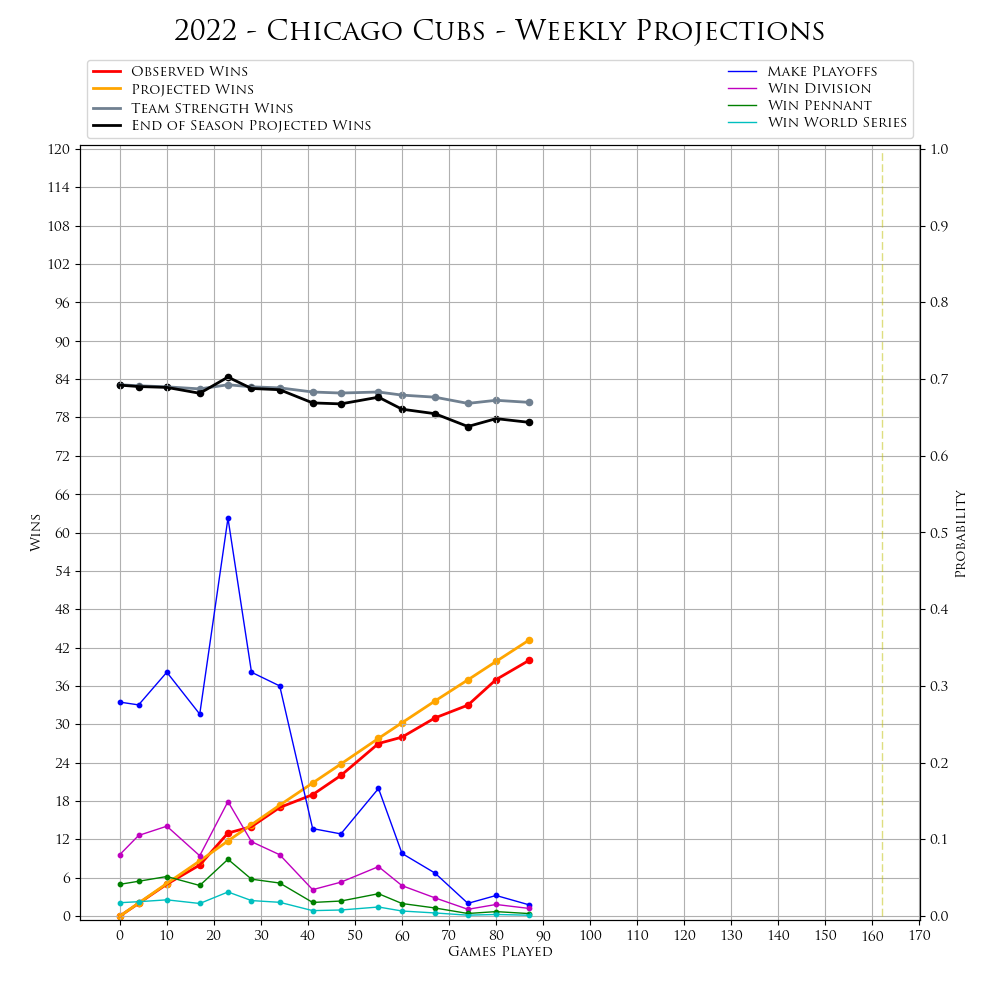 2022 - Chicago Cubs - Weekly Projections
Observed Wins
Projected Wins
Team Strength Wins
End of Season Projected Wins
Make Playoffs
Win Division
Win Pennant
Win World Series
120
114
108
102
96
90
84
78
72
66
60
54
48
42
36
30
24
18
12
6
0
Wins
1.0
0.9
0.8
0.7
0.6
0.5
0.4
0.3
0.2
0.1
0.0
Probability
0 10 20 30 40 50 60 70 80 90 100 110 120 130 140 150 160 170
Games Played